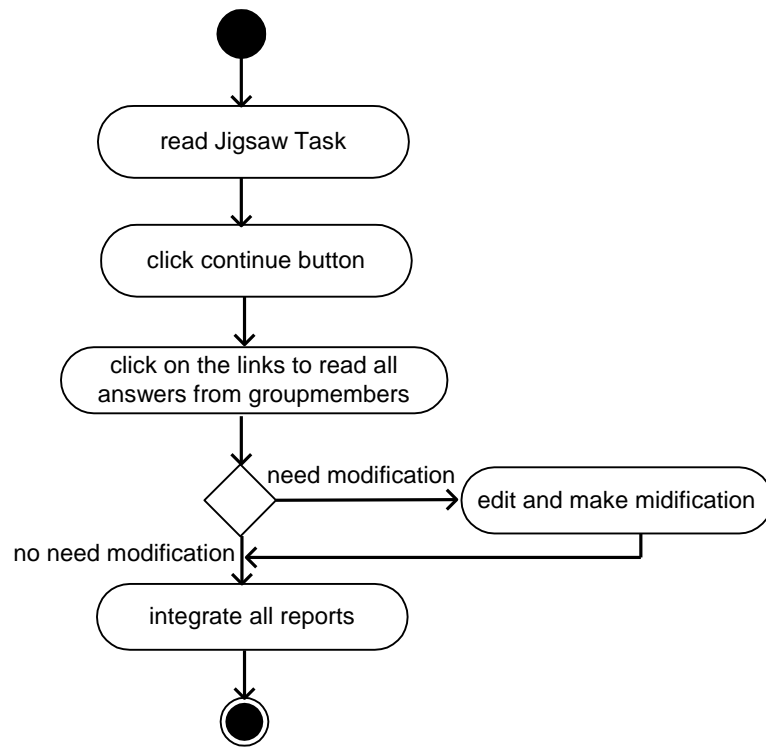 read Jigsaw Task
click continue button
click on the links to read all
answers from groupmembers
need modification
edit and make midification
no need modification
integrate all reports